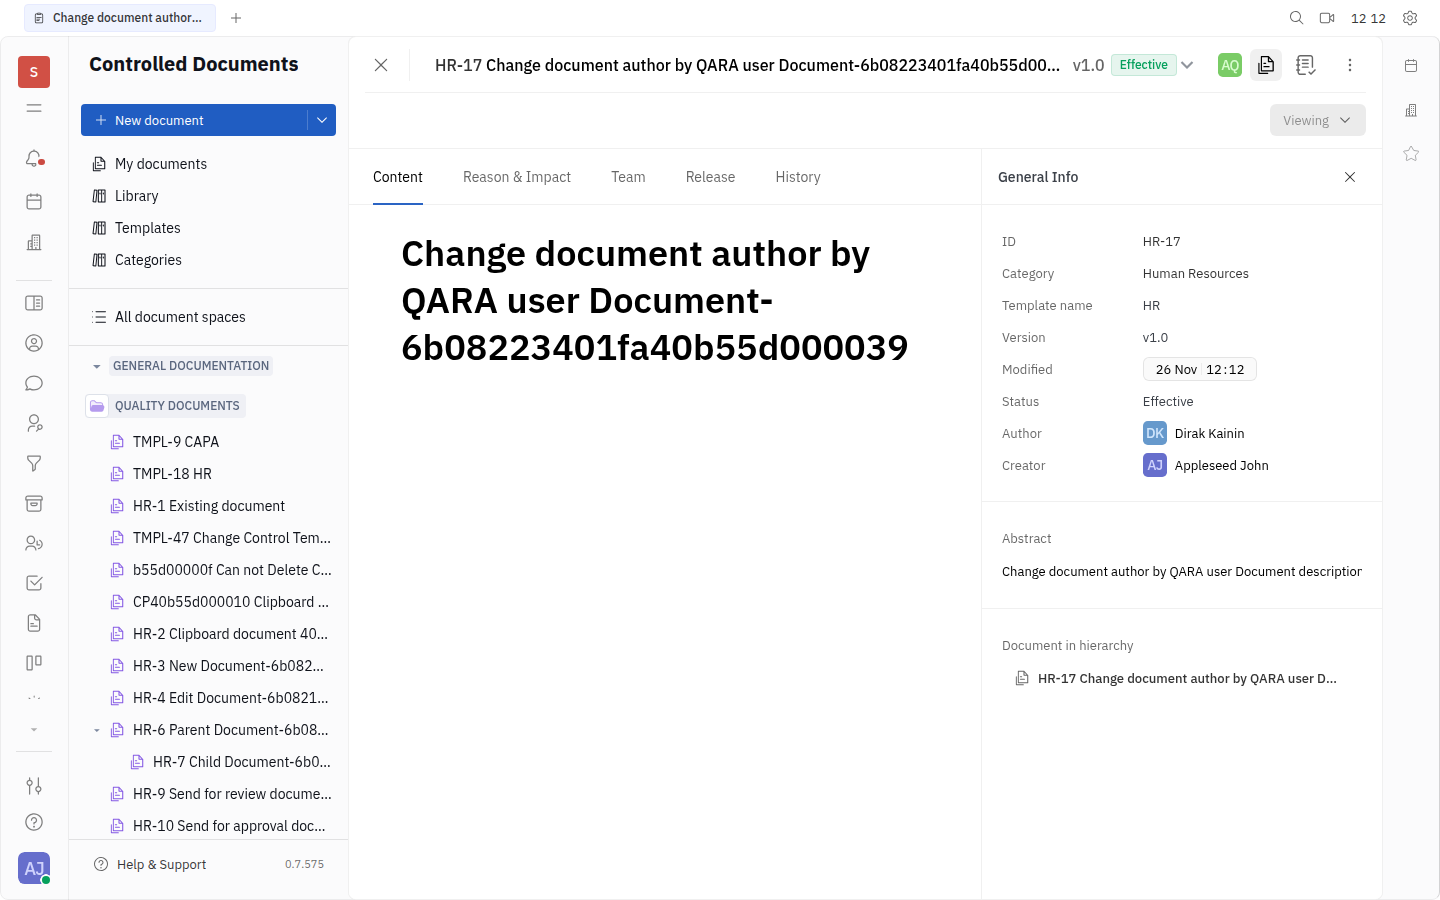 Change document author...
12 12
S
Controlled Documents
New document
My documents
Library
Templates
Categories
All document spaces
GENERAL DOCUMENTATION
QUALITY DOCUMENTS
TMPL-9 CAPA
TMPL-18 HR
HR-1 Existing document
TMPL-47 Change Control Tem...
b55d00000f Can not Delete C...
CP40b55d000010 Clipboard ...
HR-2 Clipboard document 40...
HR-3 New Document-6b082...
HR-4 Edit Document-6b0821...
HR-6 Parent Document-6b08...
HR-7 Child Document-6b0...
HR-9 Send for review docume...
HR-10 Send for approval doc...
Help & Support 0.7.575
AJ
HR-17 Change document author by QARA user Document-6b08223401fa40b55d00... v1.0 Effective AQ
Viewing
Content Reason & Impact Team Release History
Change document author by
QARA user Document-
6b08223401fa40b55d000039
General Info
ID HR-17
Category Human Resources
Template name HR
Version v1.0
Modified 26 Nov 12:12
Status Effective
Author DK Dirak Kainin
Creator AJ Appleseed John
Abstract
Change document author by QARA user Document description
Document in hierarchy
HR-17 Change document author by QARA user D...